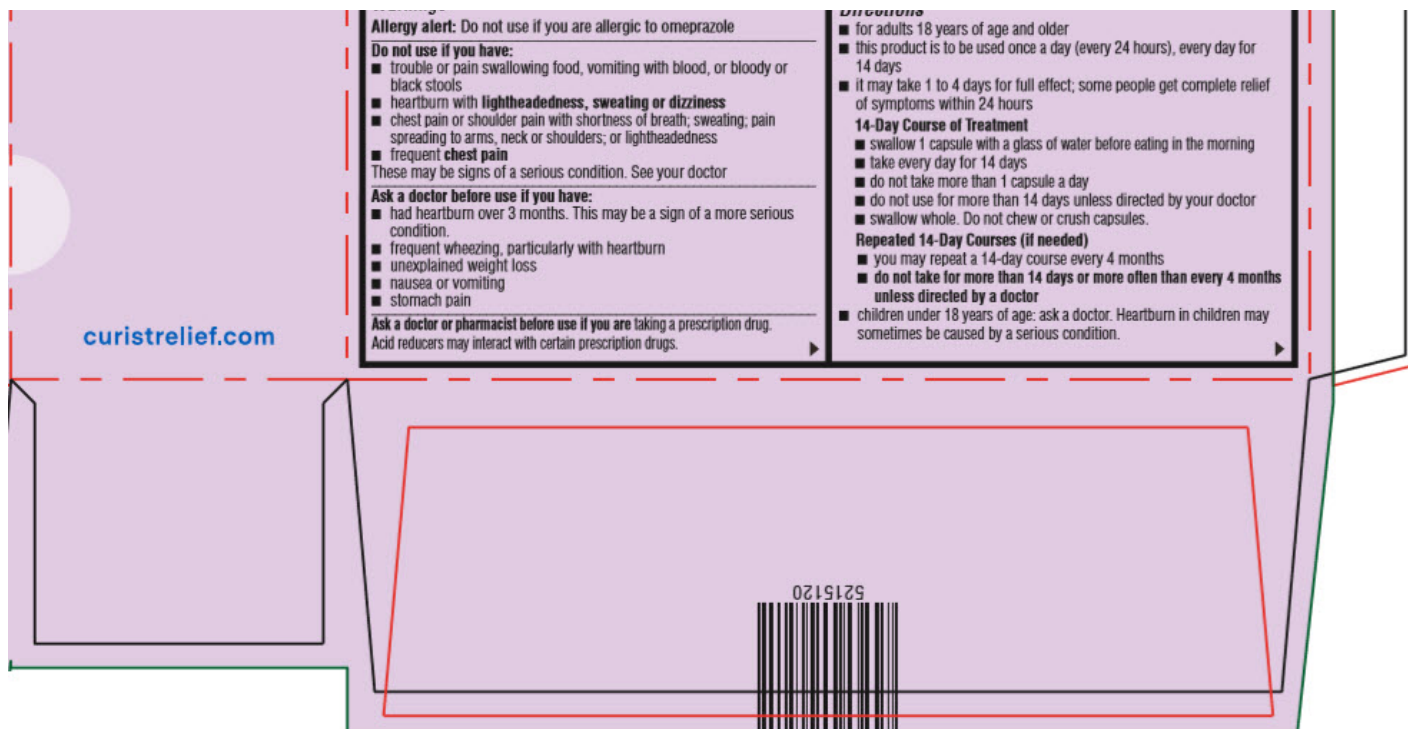 Warnings
Allergy alert: Do not use if you are allergic to omeprazole
Do not use if you have:
■ trouble or pain swallowing food, vomiting with blood, or bloody or
black stools
■ heartburn with lightheadedness, sweating or dizziness
■ chest pain or shoulder pain with shortness of breath; sweating; pain
spreading to arms, neck or shoulders; or lightheadedness
■ frequent chest pain
These may be signs of a serious condition. See your doctor
Ask a doctor before use if you have:
■ had heartburn over 3 months. This may be a sign of a more serious
condition.
■ frequent wheezing, particularly with heartburn
■ unexplained weight loss
■ nausea or vomiting
■ stomach pain
Ask a doctor or pharmacist before use if you are taking a prescription drug.
Acid reducers may interact with certain prescription drugs.
Directions
■ for adults 18 years of age and older
■ this product is to be used once a day (every 24 hours), every day for
14 days
■ it may take 1 to 4 days for full effect; some people get complete relief
of symptoms within 24 hours
14-Day Course of Treatment
■ swallow 1 capsule with a glass of water before eating in the morning
■ take every day for 14 days
■ do not take more than 1 capsule a day
■ do not use for more than 14 days unless directed by your doctor
■ swallow whole. Do not chew or crush capsules.
Repeated 14-Day Courses (if needed)
■ you may repeat a 14-day course every 4 months
■ do not take for more than 14 days or more often than every 4 months
unless directed by a doctor
■ children under 18 years of age: ask a doctor. Heartburn in children may
sometimes be caused by a serious condition.
curistrelief.com
5215120